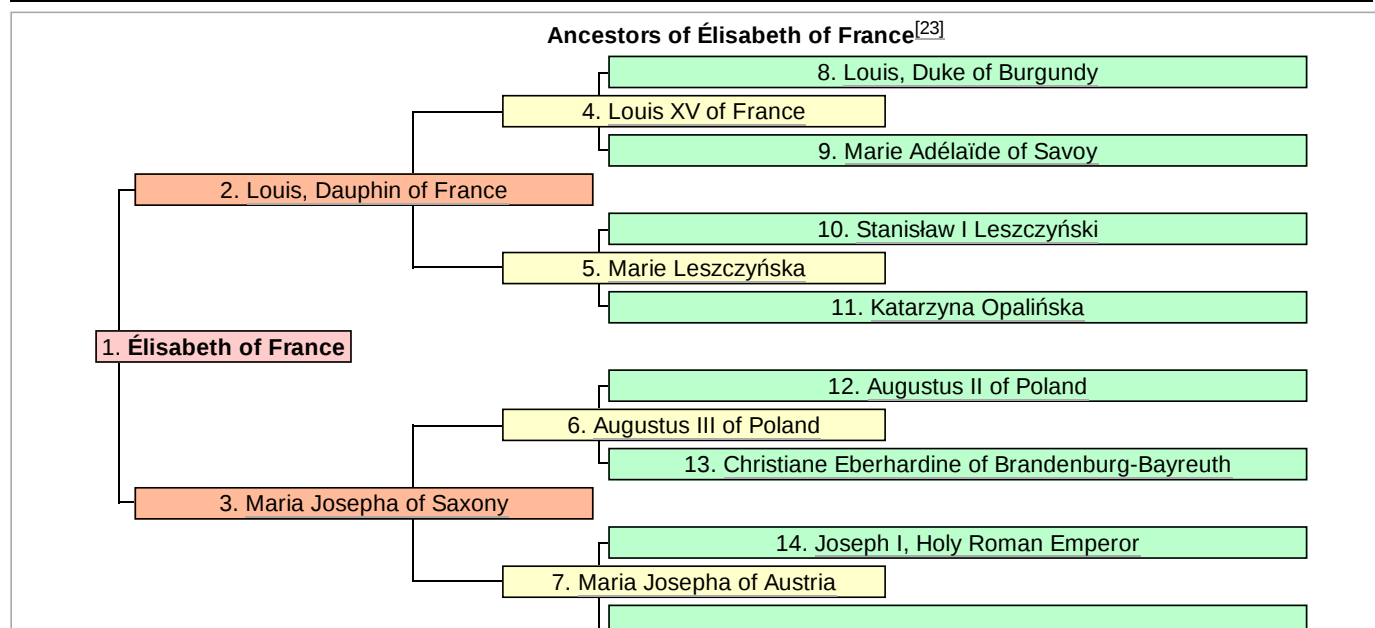 Ancestors of Élisabeth of France[23]
8. Louis, Duke of Burgundy
4. Louis XV of France
9. Marie Adélaïde of Savoy
2. Louis, Dauphin of France
10. Stanisław I Leszczyński
5. Marie Leszczyńska
11. Katarzyna Opalińska
1. Élisabeth of France
12. Augustus II of Poland
6. Augustus III of Poland
13. Christiane Eberhardine of Brandenburg-Bayreuth
3. Maria Josepha of Saxony
14. Joseph I, Holy Roman Emperor
7. Maria Josepha of Austria